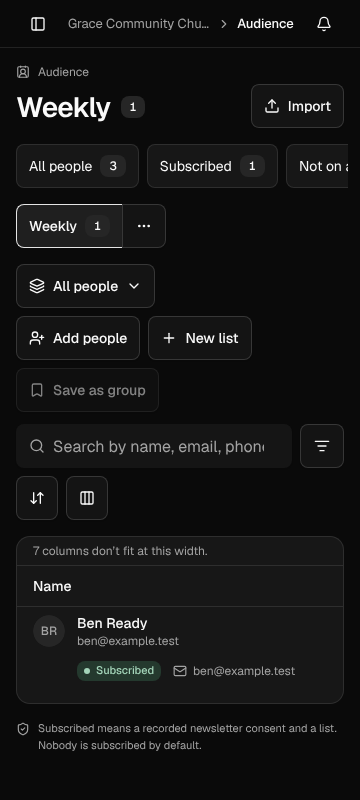 Grace Community Chu... > Audience
Audience
Weekly 1
Import
All people 3
Subscribed 1
Not on a
Weekly 1 ...
All people
Add people
New list
Save as group
Search by name, email, phone
7 columns don't fit at this width.
Name
BR
Ben Ready
ben@example.test
Subscribed
ben@example.test
Subscribed means a recorded newsletter consent and a list.
Nobody is subscribed by default.